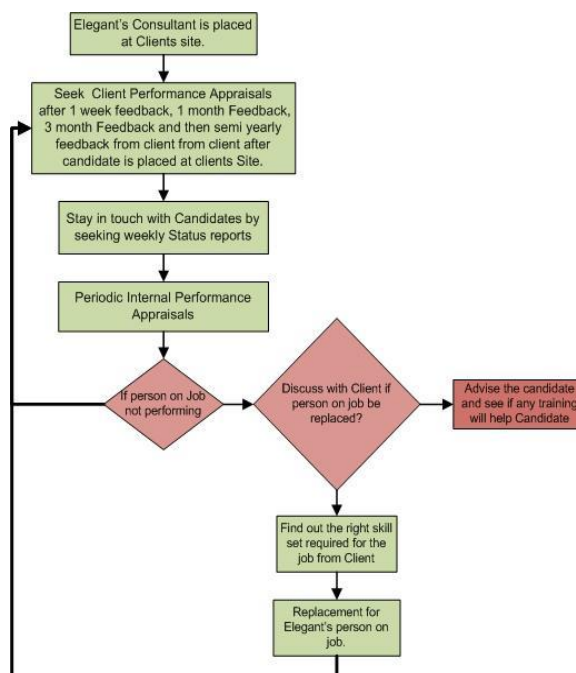 Elegant's Consultant is placed
at Clients site.
Seek Client Performance Appraisals
after 1 week feedback, 1 month Feedback,
3 month Feedback and then semi yearly
feedback from client from client after
candidate is placed at clients Site.
Stay in touch with Candidates by
seeking weekly Status reports
Periodic Internal Performance
Appraisals
If person on Job
not performing
Discuss with Client if
person on job be
replaced?
Advise the candidate
and see if any training
will help Candidate
Find out the right skill
set required for the
job from Client
Replacement for
Elegant's person on
job.